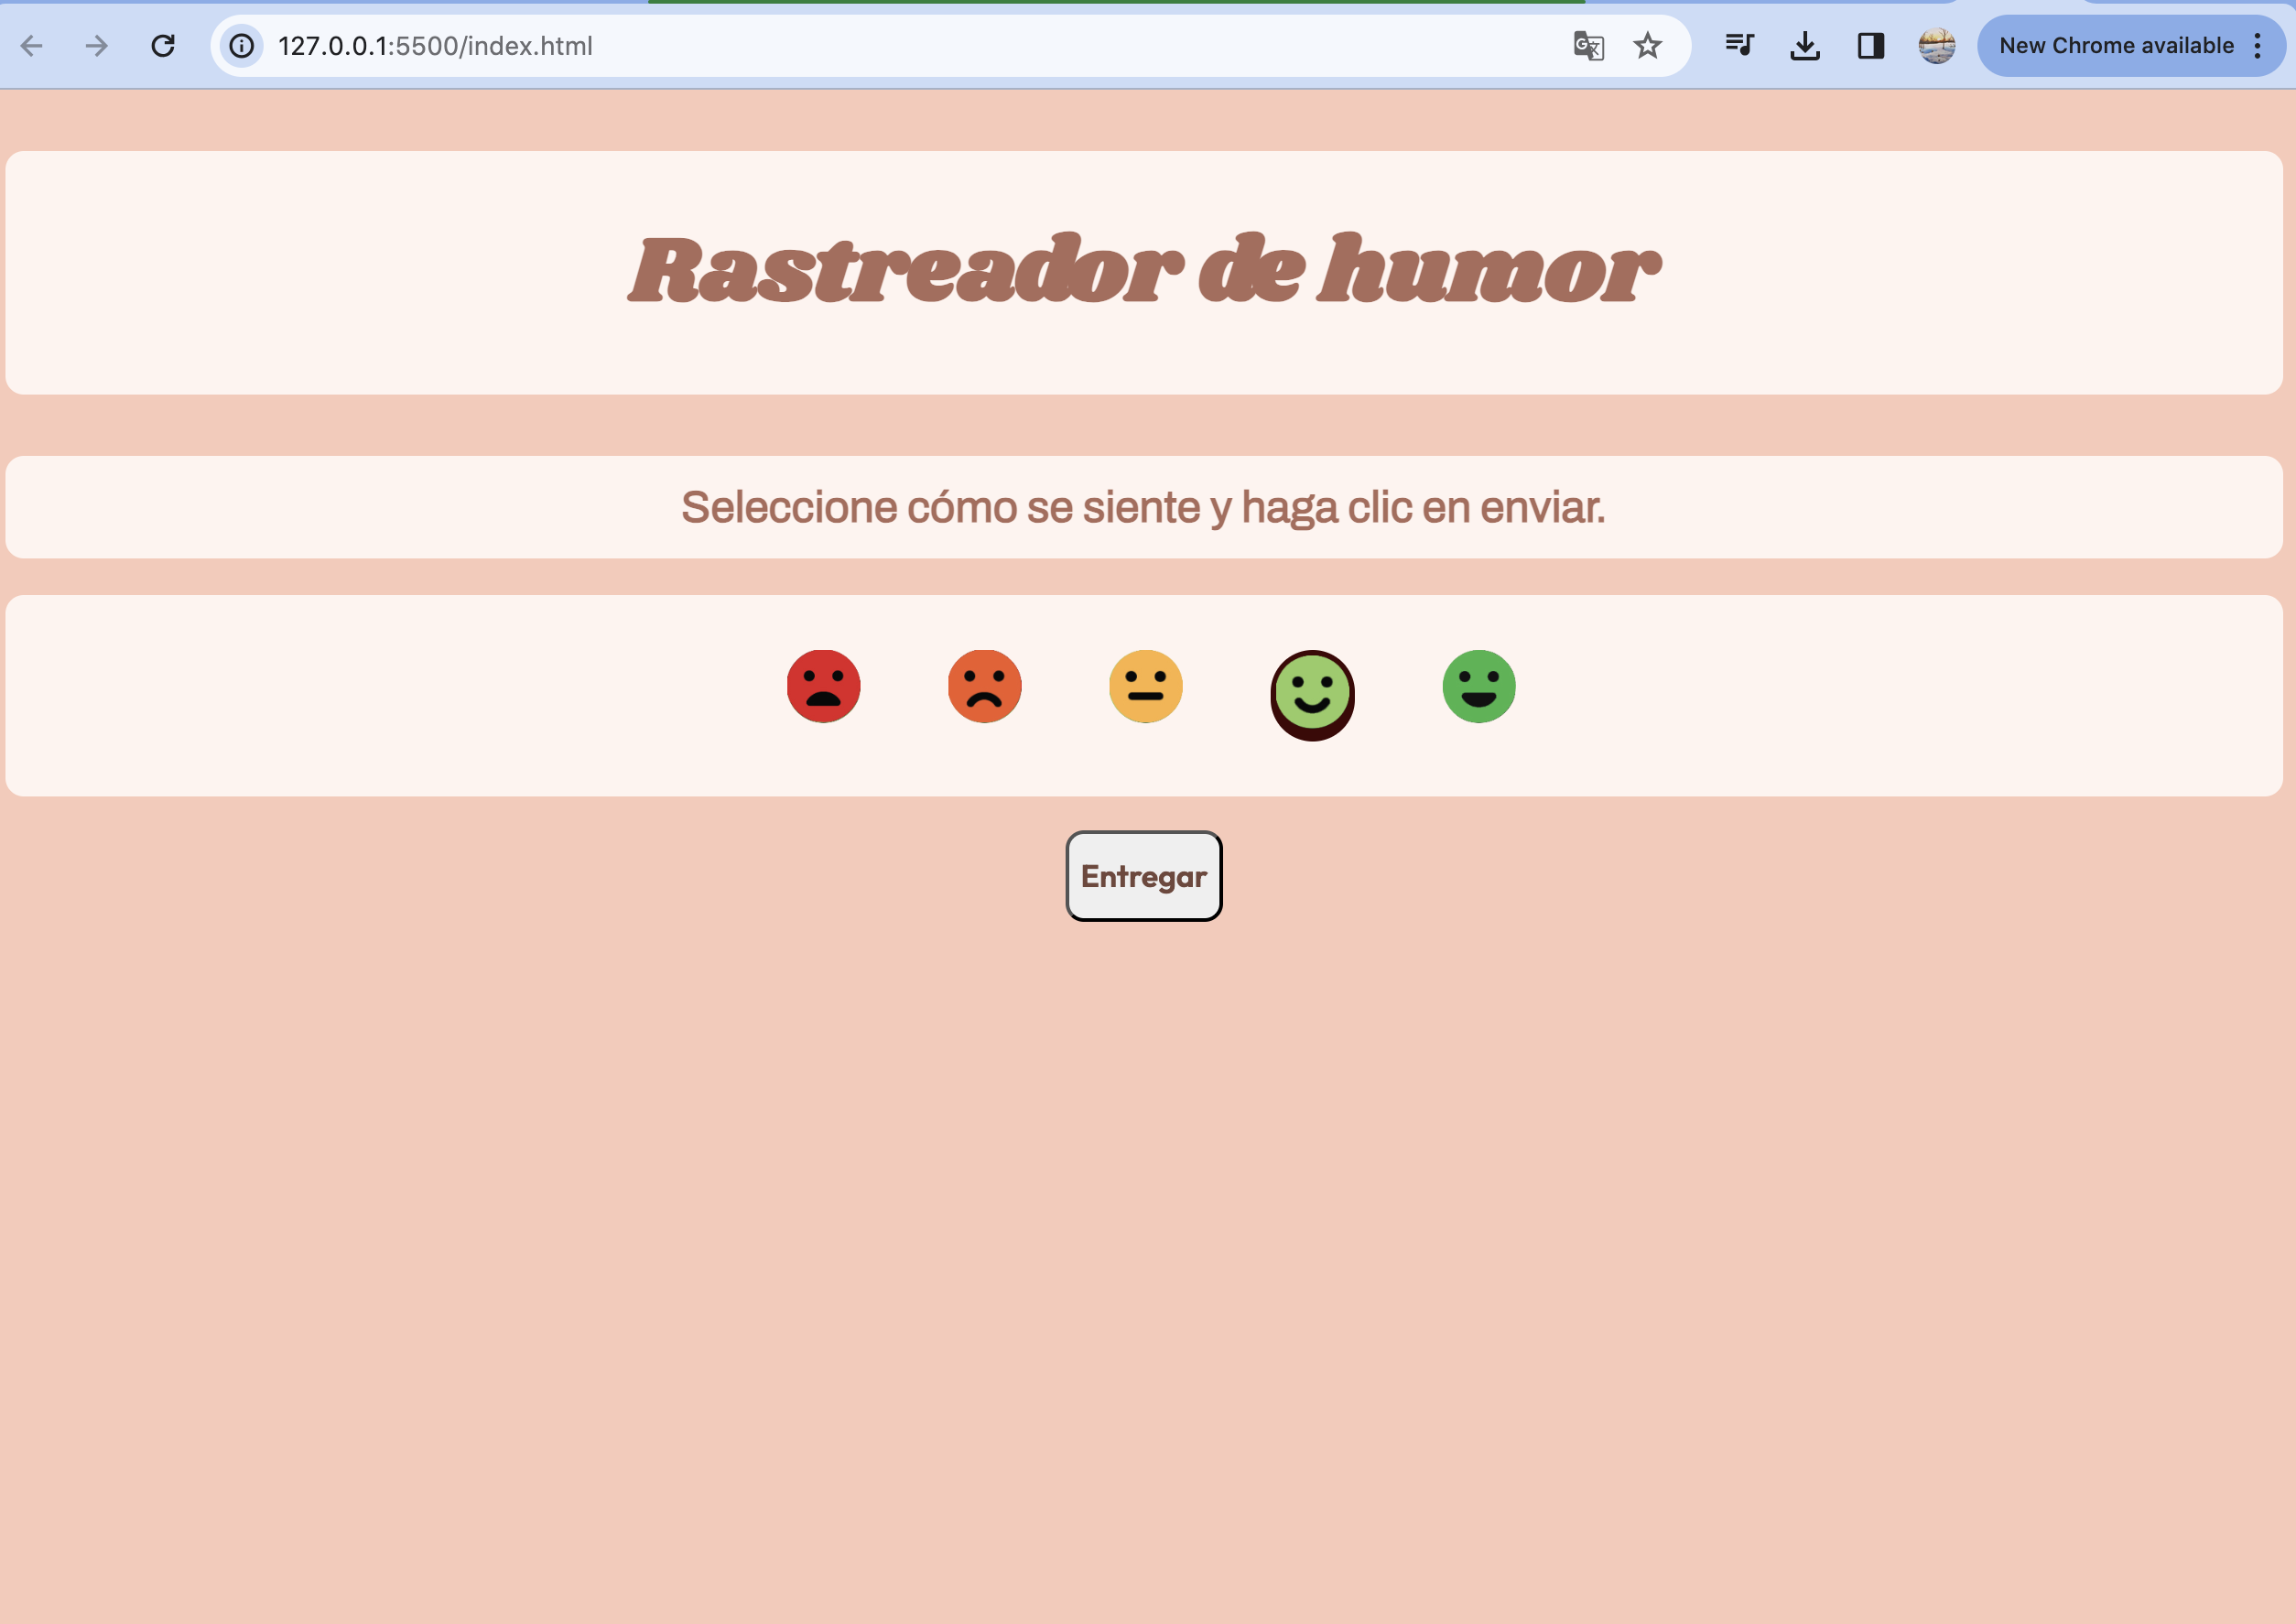 127.0.0.1:5500/index.html
New Chrome available
Rastreador de humor
Seleccione cómo se siente y haga clic en enviar.
Entregar